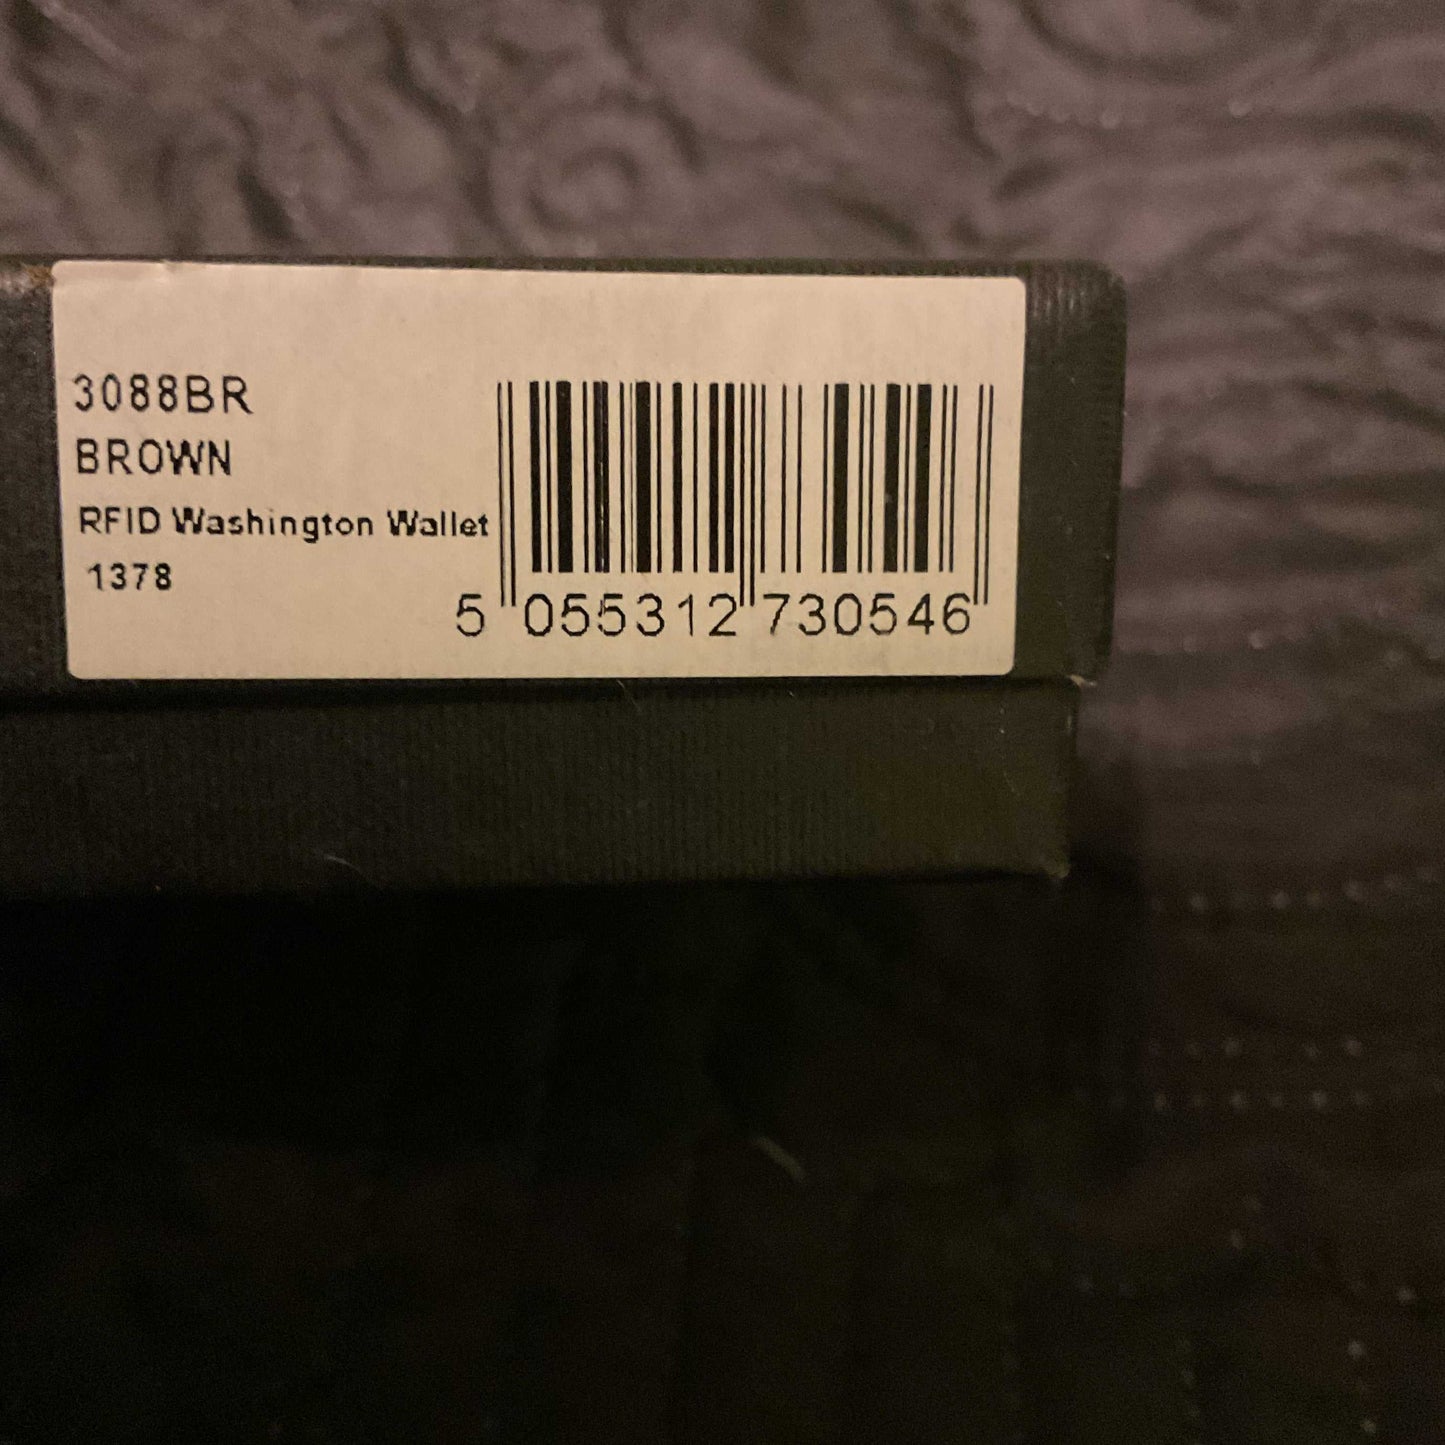 3088BR
BROWN
RFID Washington Wallet
1378
5 055312 730546